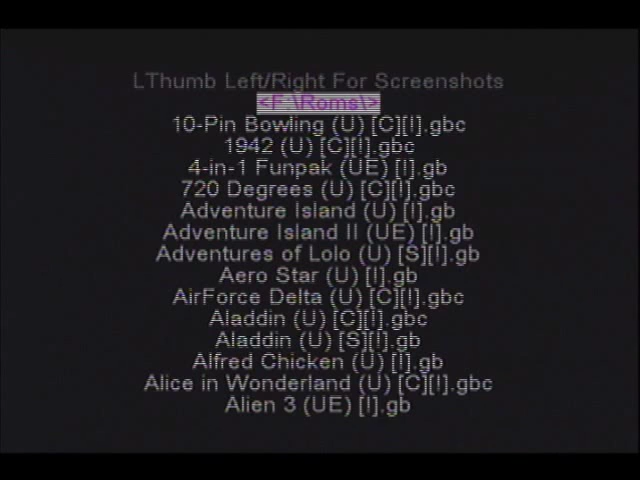 LThumb Left/Right For Screenshots
<F:\Roms\>
10-Pin Bowling (U) [C][!].gbc
1942 (U) [C][!].gbc
4-in-1 Funpak (UE) [!].gb
720 Degrees (U) [C][!].gbc
Adventure Island (U) [!].gb
Adventure Island II (UE) [!].gb
Adventures of Lolo (U) [S][!].gb
Aero Star (U) [!].gb
AirForce Delta (U) [C][!].gbc
Aladdin (U) [C][!].gbc
Aladdin (U) [S][!].gb
Alfred Chicken (U) [!].gb
Alice in Wonderland (U) [C][!].gbc
Alien 3 (UE) [!].gb